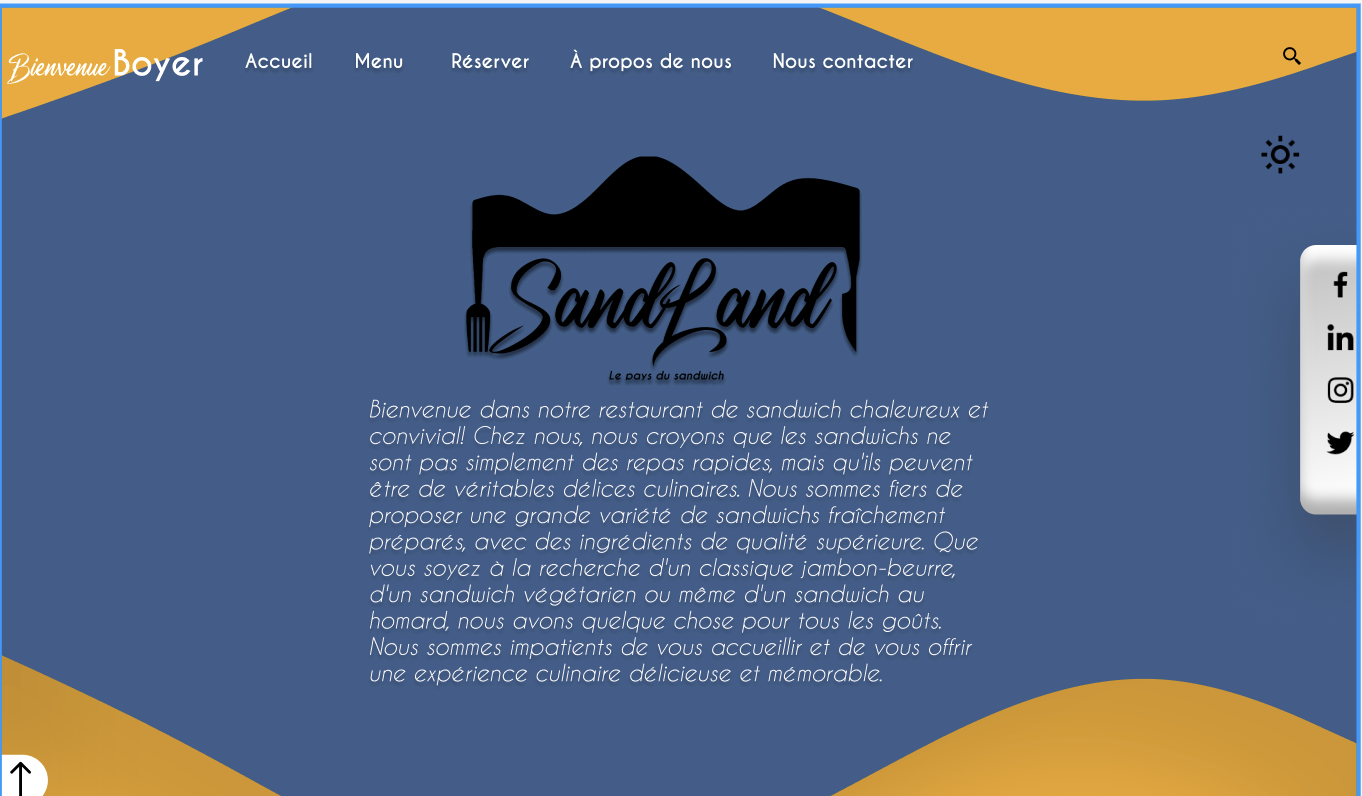 Bienvenue Boyer
Accueil
Menu
Réserver
À propos de nous
Nous contacter
SandLand
Le pays du sandwich
Bienvenue dans notre restaurant de sandwich chaleureux et
convivial! Chez nous, nous croyons que les sandwichs ne
sont pas simplement des repas rapides, mais qu'ils peuvent
être de véritables délices culinaires. Nous sommes fiers de
proposer une grande variété de sandwichs fraîchement
préparés, avec des ingrédients de qualité supérieure. Que
vous soyez à la recherche d'un classique jambon-beurre,
d'un sandwich végétarien ou même d'un sandwich au
homard, nous avons quelque chose pour tous les goûts.
Nous sommes impatients de vous accueillir et de vous offrir
une expérience culinaire délicieuse et mémorable.